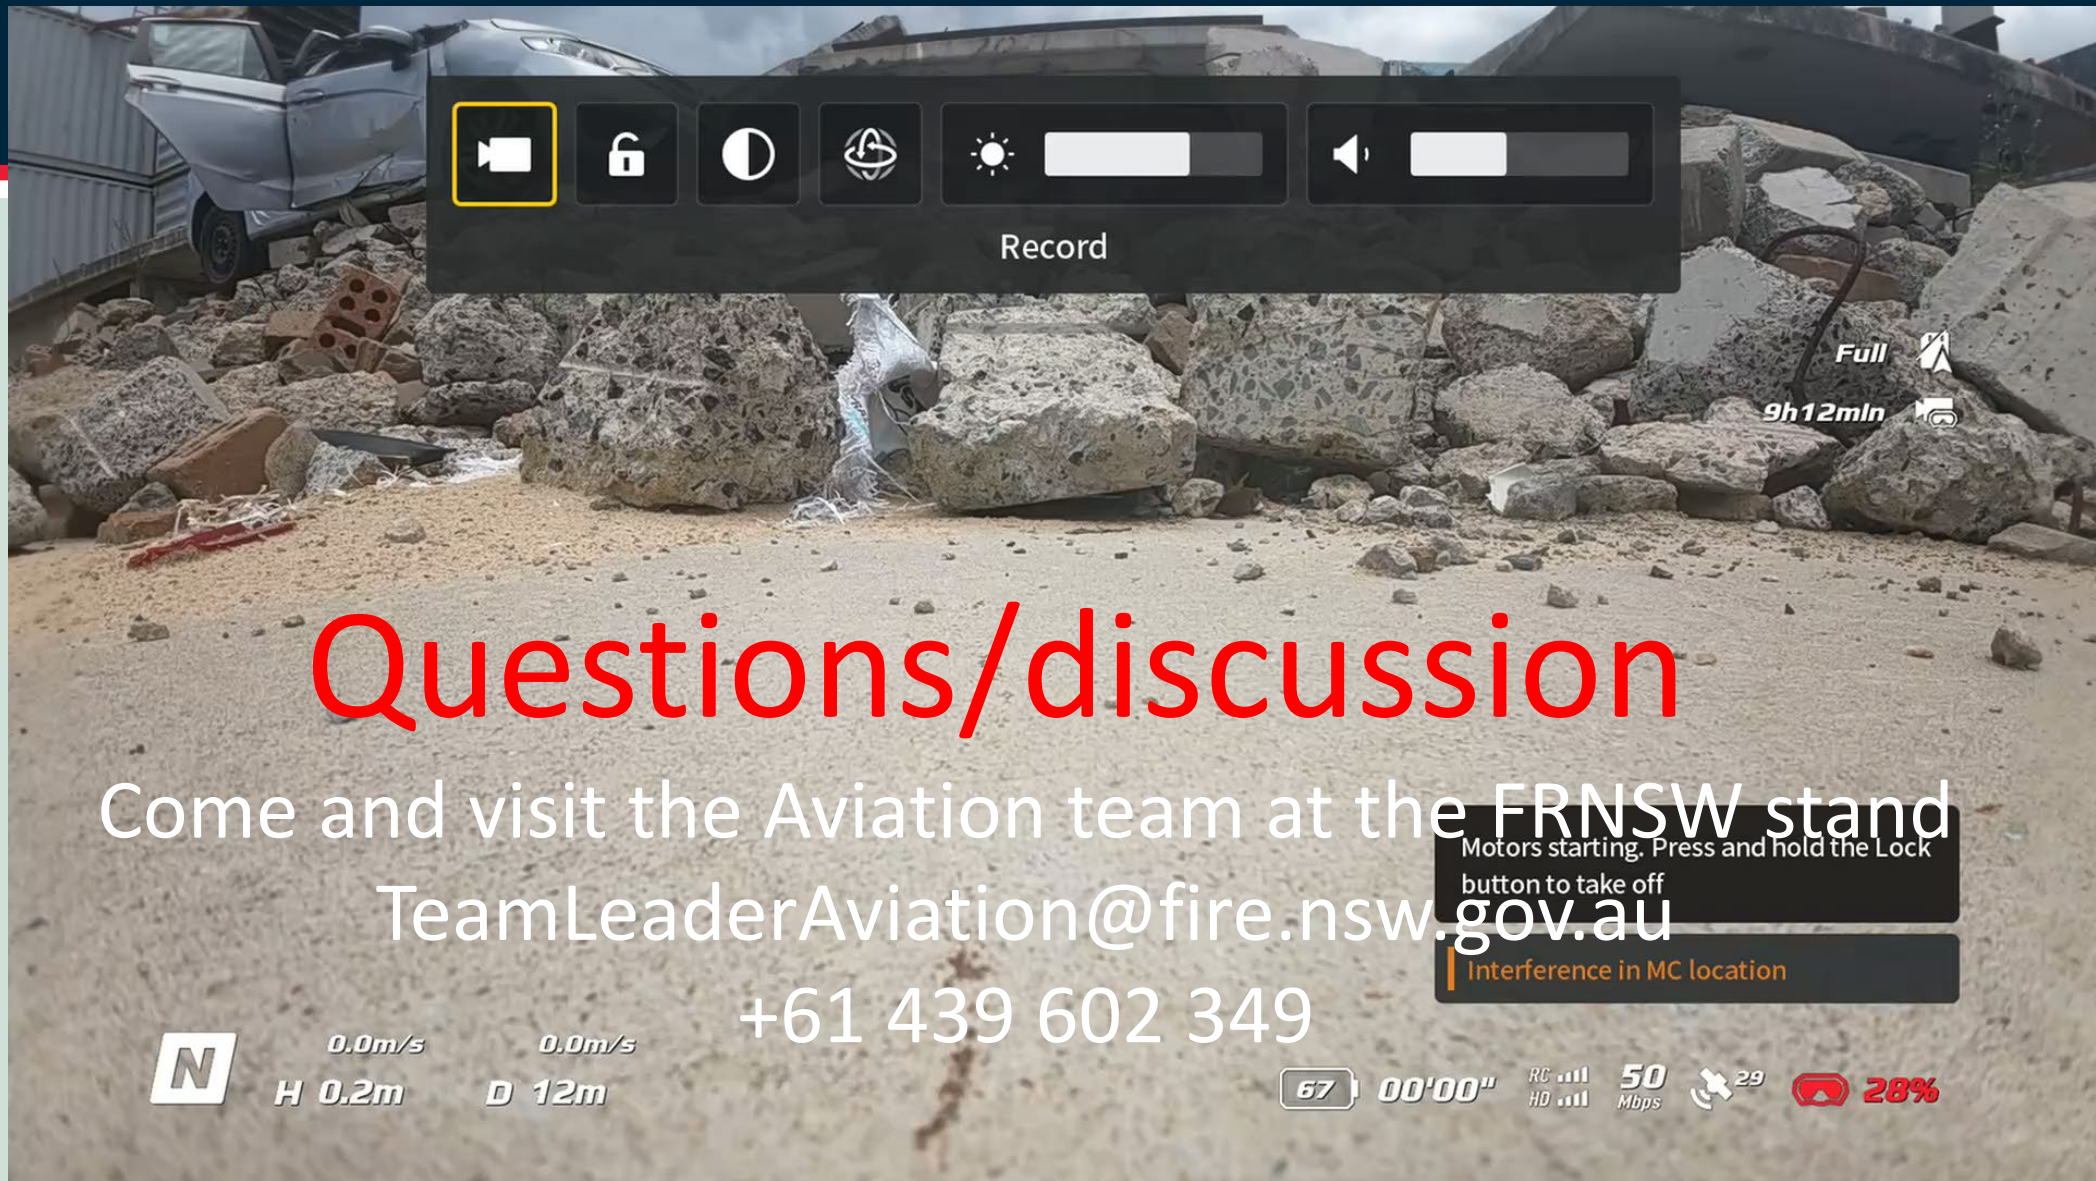 Record
Full
9h12mIn
Questions/discussion
Come and visit the Aviation team at the FRNSW stand
Motors starting. Press and hold the Lock
button to take off
TeamLeaderAviation@fire.nsw.gov.au
Interference in MC location
+61 439 602 349
N
0.0m/s 0.0m/s
H 0.2m D 12m
67 00'00" RC HD 50 Mbps 29 28%